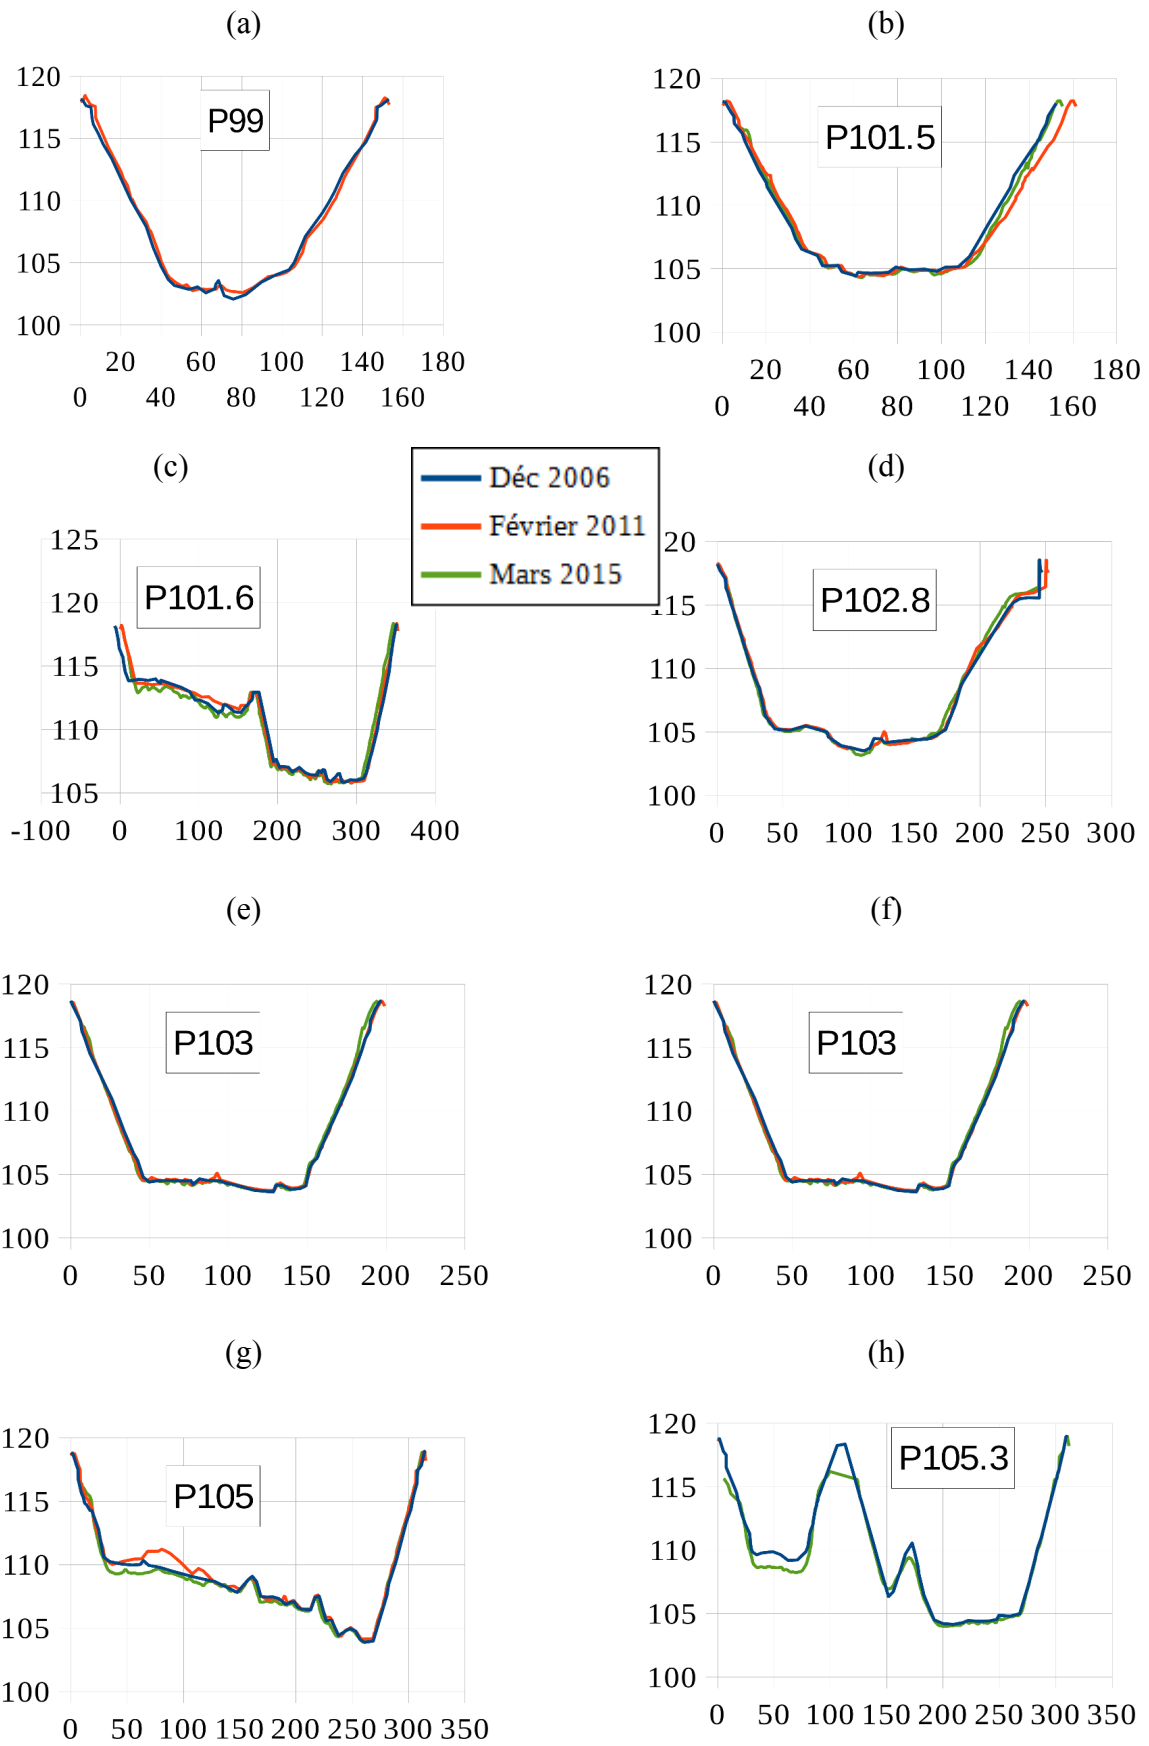 (a)
(b)
120
115
110
105
100
P99
20 60 100 140 180
0 40 80 120 160
120
115
110
105
100
P101.5
20 60 100 140 180
0 40 80 120 160
(c)
(d)
Déc 2006
Février 2011
Mars 2015
125
120
115
110
105
P101.6
-100 0 100 200 300 400
20
115
110
105
100
P102.8
0 50 100 150 200 250 300
(e)
(f)
120
115
110
105
100
P103
0 50 100 150 200 250
120
115
110
105
100
P103
0 50 100 150 200 250
(g)
(h)
120
115
110
105
100
P105
0 50 100 150 200 250 300 350
120
115
110
105
100
P105.3
0 50 100 150 200 250 300 350